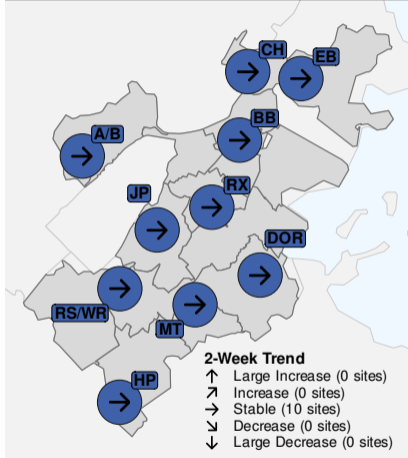 CH
EB
BB
A/B
RX
JP
DOR
RS/WR
MT
HP
2-Week Trend
↑ Large Increase (0 sites)
↗ Increase (0 sites)
→ Stable (10 sites)
↘ Decrease (0 sites)
↓ Large Decrease (0 sites)